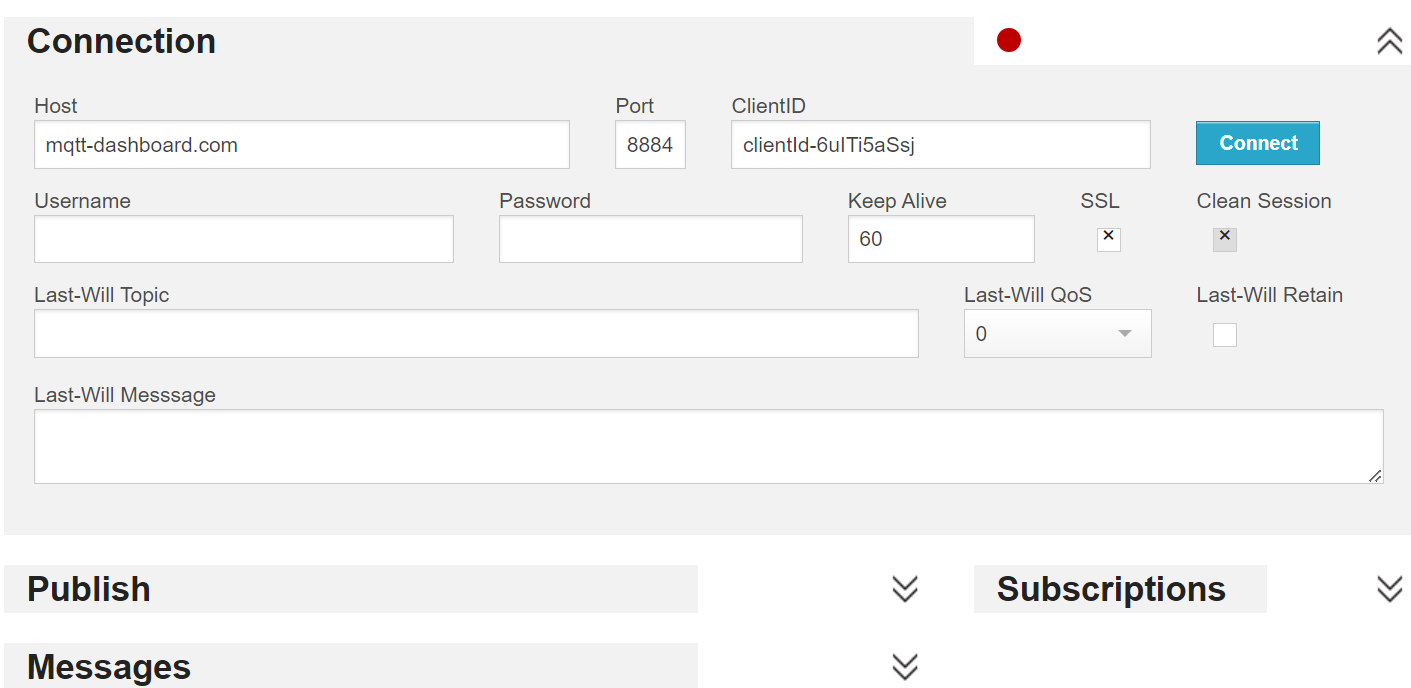 Connection
Host Port ClientID
mqtt-dashboard.com 8884 clientId-6uITi5aSsj Connect
Username Password Keep Alive SSL Clean Session
60
Last-Will Topic Last-Will QoS Last-Will Retain
0
Last-Will Messsage
Publish Subscriptions
Messages